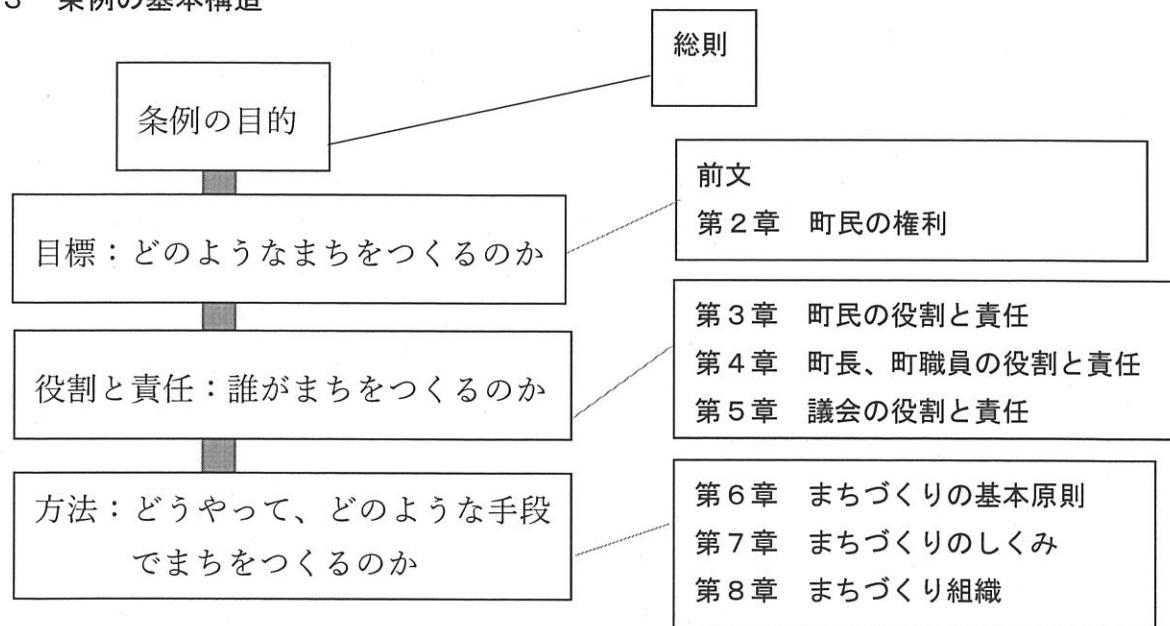 3　条例の基本構造
総則
条例の目的
前文
第２章　町民の権利
目標：どのようなまちをつくるのか
第３章　町民の役割と責任
第４章　町長、町職員の役割と責任
第５章　議会の役割と責任
役割と責任：誰がまちをつくるのか
第６章　まちづくりの基本原則
第７章　まちづくりのしくみ
第８章　まちづくり組織
方法：どうやって、どのような手段
でまちをつくるのか